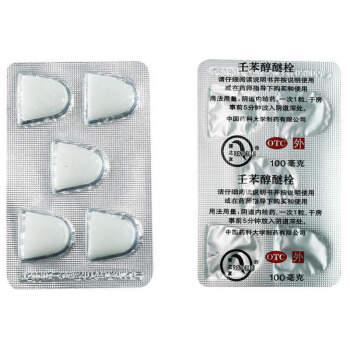 壬苯醇醚栓
请仔细阅读说明书并按说明使用
或在药师指导下购买和使用
用法用量:阴道内给药,一次1粒,于房
事前5分钟放入阴道深处。
中国药科大学制药有限公司
OTC 外
100毫克
壬苯醇醚栓
请仔细阅读说明书并按说明使用
或在药师指导下购买和使用
用法用量:阴道内给药,一次1粒,于房
事前5分钟放入阴道深处。
中国药科大学制药有限公司
OTC 外
100毫克